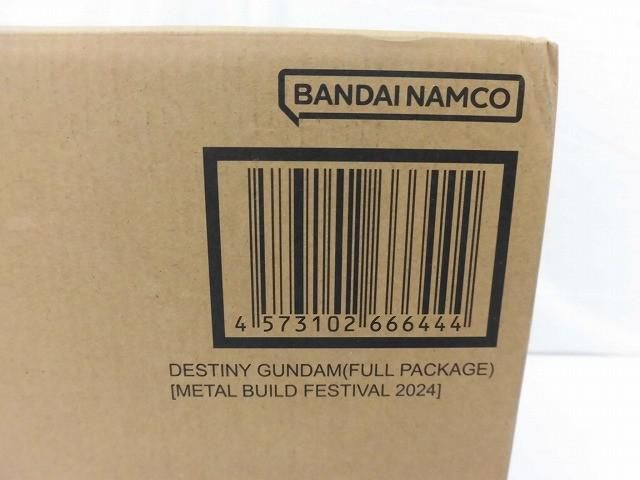 BANDAI NAMCO
4 573102 666444
DESTINY GUNDAM(FULL PACKAGE)
[METAL BUILD FESTIVAL 2024]